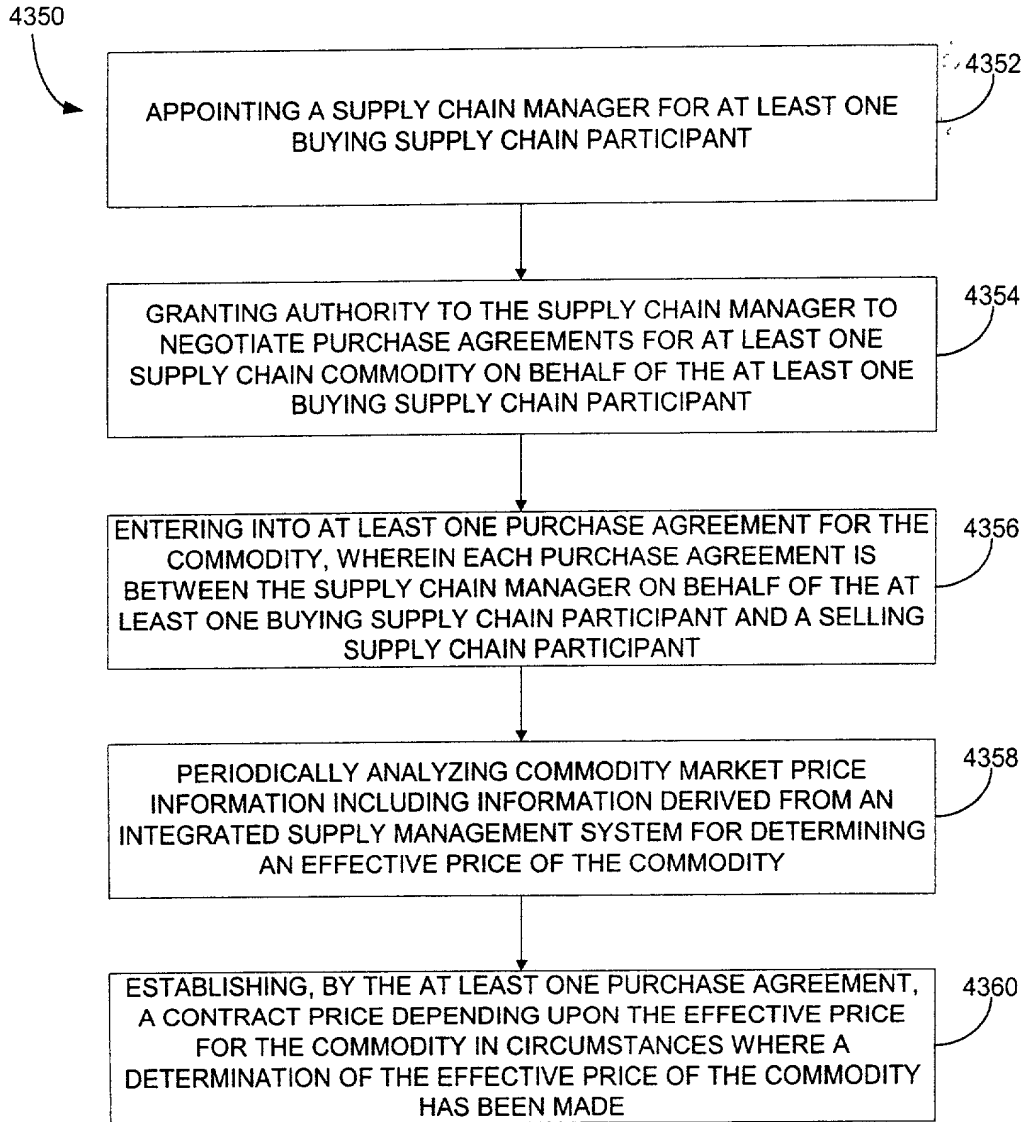 4350
APPOINTING A SUPPLY CHAIN MANAGER FOR AT LEAST ONE
BUYING SUPPLY CHAIN PARTICIPANT
4352
GRANTING AUTHORITY TO THE SUPPLY CHAIN MANAGER TO
NEGOTIATE PURCHASE AGREEMENTS FOR AT LEAST ONE
SUPPLY CHAIN COMMODITY ON BEHALF OF THE AT LEAST ONE
BUYING SUPPLY CHAIN PARTICIPANT
4354
ENTERING INTO AT LEAST ONE PURCHASE AGREEMENT FOR THE
COMMODITY, WHEREIN EACH PURCHASE AGREEMENT IS
BETWEEN THE SUPPLY CHAIN MANAGER ON BEHALF OF THE AT
LEAST ONE BUYING SUPPLY CHAIN PARTICIPANT AND A SELLING
SUPPLY CHAIN PARTICIPANT
4356
PERIODICALLY ANALYZING COMMODITY MARKET PRICE
INFORMATION INCLUDING INFORMATION DERIVED FROM AN
INTEGRATED SUPPLY MANAGEMENT SYSTEM FOR DETERMINING
AN EFFECTIVE PRICE OF THE COMMODITY
4358
ESTABLISHING, BY THE AT LEAST ONE PURCHASE AGREEMENT,
A CONTRACT PRICE DEPENDING UPON THE EFFECTIVE PRICE
FOR THE COMMODITY IN CIRCUMSTANCES WHERE A
DETERMINATION OF THE EFFECTIVE PRICE OF THE COMMODITY
HAS BEEN MADE
4360